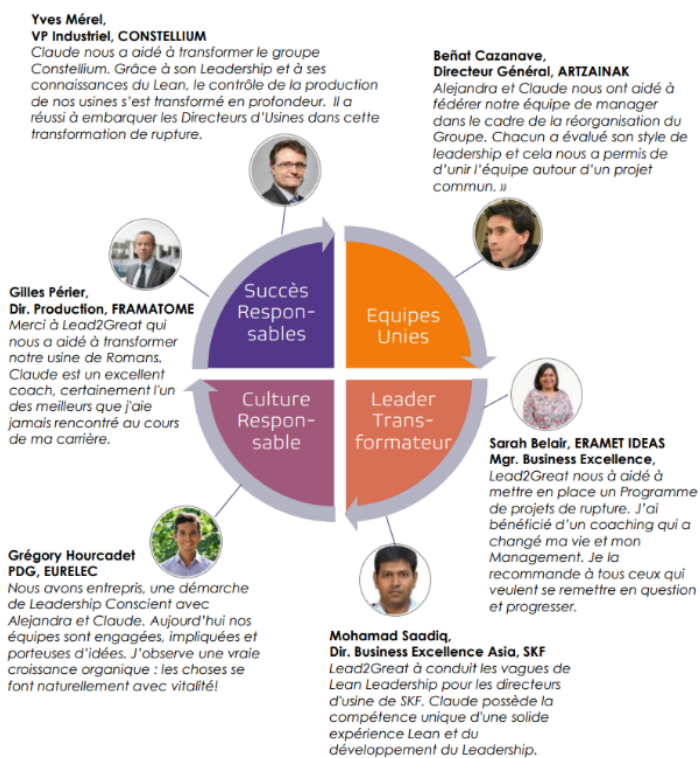 Yves Mérel,
VP Industriel, CONSTELLIUM
Claude nous a aidé à transformer le groupe
Constellium. Grâce à son Leadership et à ses
connaissances du Lean, le contrôle de la production
de nos usines s’est transformé en profondeur. Il a
réussi à embarquer les Directeurs d’Usines dans cette
transformation de rupture.
Beñat Cazanave,
Directeur Général, ARTZAINAK
Alejandra et Claude nous ont aidé à
fédérer notre équipe de manager
dans le cadre de la réorganisation du
Groupe. Chacun a évalué son style de
leadership et cela nous a permis de
d’unir l’équipe autour d’un projet
commun. »
Gilles Périer,
Dir. Production, FRAMATOME
Merci à Lead2Great qui
nous a aidé à transformer
notre usine de Romans.
Claude est un excellent
coach, certainement l'un
des meilleurs que j'aie
jamais rencontré au cours
de ma carrière.
Succès
Respon-
sables
Equipes
Unies
Culture
Respon-
sable
Leader
Trans-
formateur
Sarah Belair, ERAMET IDEAS
Mgr. Business Excellence,
Lead2Great nous à aidé à
mettre en place un Programme
de projets de rupture. J’ai
bénéficié d’un coaching qui a
changé ma vie et mon
Management. Je la
recommande à tous ceux qui
veulent se remettre en question
et progresser.
Grégory Hourcadet
PDG, EURELEC
Nous avons entrepris, une démarche
de Leadership Conscient avec
Alejandra et Claude. Aujourd’hui nos
équipes sont engagées, impliquées et
porteuses d’idées. J’observe une vraie
croissance organique : les choses se
font naturellement avec vitalité!
Mohamad Saadiq,
Dir. Business Excellence Asia, SKF
Lead2Great à conduit les vagues de
Lean Leadership pour les directeurs
d'usine de SKF. Claude possède la
compétence unique d'une solide
expérience Lean et du
développement du Leadership.